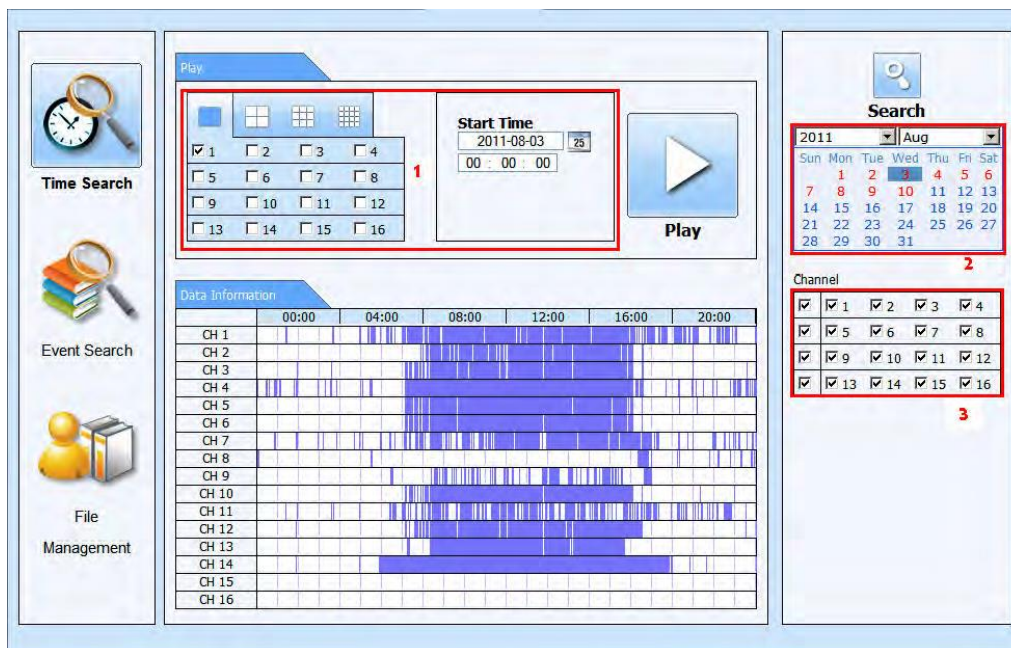 Time Search
Event Search
File
Management
Play
1 2 3 4
5 6 7 8
9 10 11 12
13 14 15 16
1
Start Time
2011-08-03
25
00 : 00 : 00
Play
Data Information
00:00 04:00 08:00 12:00 16:00 20:00
CH 1
CH 2
CH 3
CH 4
CH 5
CH 6
CH 7
CH 8
CH 9
CH 10
CH 11
CH 12
CH 13
CH 14
CH 15
CH 16
Search
2011 Aug
Sun Mon Tue Wed Thu Fri Sat
1 2 3 4 5 6
7 8 9 10 11 12 13
14 15 16 17 18 19 20
21 22 23 24 25 26 27
28 29 30 31
2
Channel
1 2 3 4
5 6 7 8
9 10 11 12
13 14 15 16
3